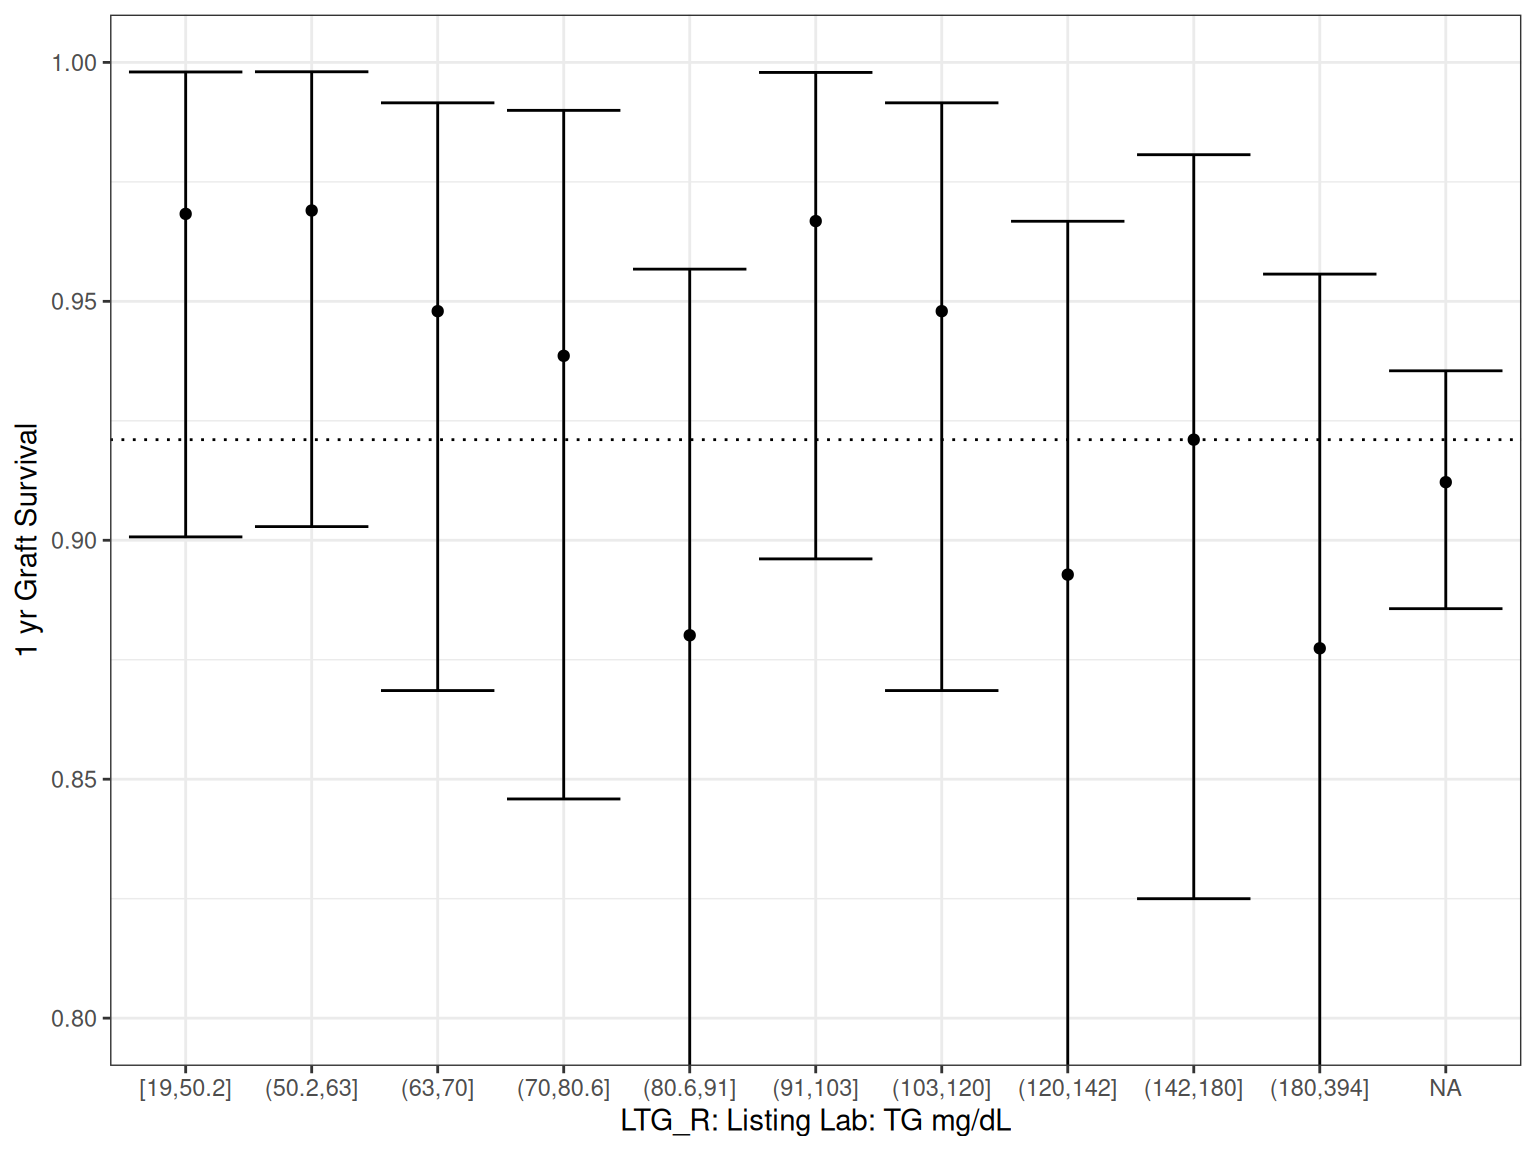 1.00
0.95
0.90
0.85
0.80
1 yr Graft Survival
[19,50.2] (50.2,63] (63,70] (70,80.6] (80.6,91] (91,103] (103,120] (120,142] (142,180] (180,394] NA
LTG_R: Listing Lab: TG mg/dL